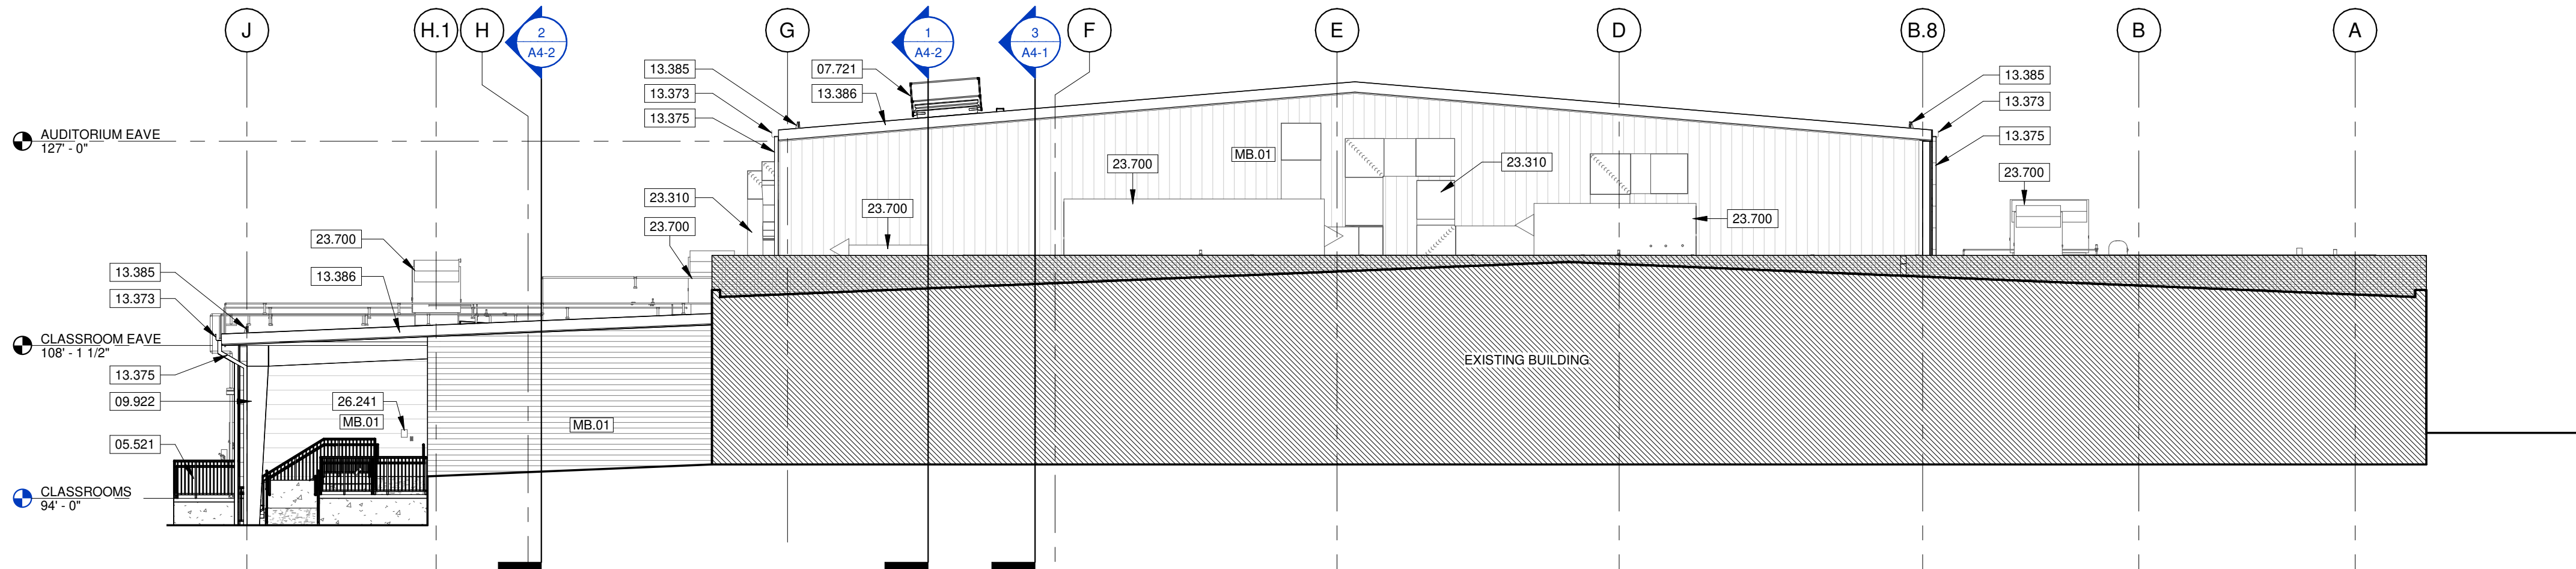 J
H.1
H
2
A4-2
G
1
A4-2
3
A4-1
F
E
D
B.8
B
A
13.385
07.721
13.385
13.373
13.386
13.373
13.375
13.375
AUDITORIUM EAVE
127' - 0"
MB.01
23.700
23.310
23.700
23.310
23.700
23.700
23.700
23.700
13.385
13.386
13.373
CLASSROOM EAVE
108' - 1 1/2"
EXISTING BUILDING
13.375
09.922
26.241
MB.01
MB.01
05.521
CLASSROOMS
94' - 0"